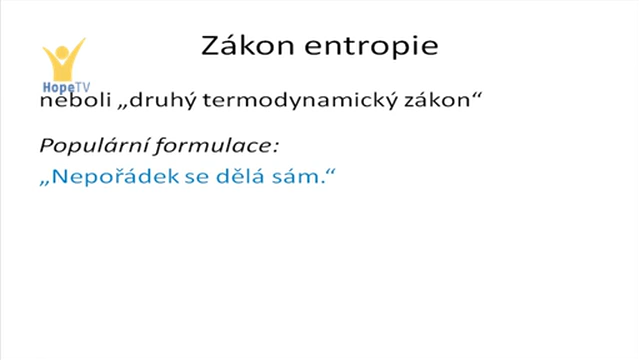 Zákon entropie
HopeTV
neboli „druhý termodynamický zákon“
Populární formulace:
„Nepořádek se dělá sám.“